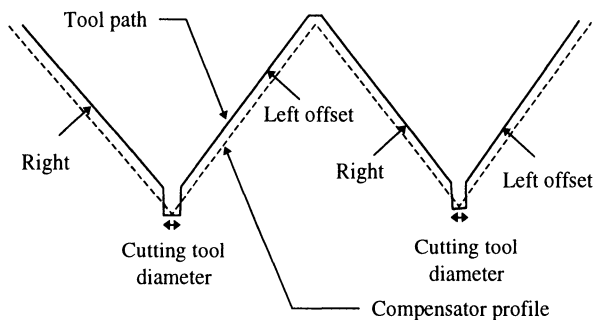 Tool path
Left offset
Right
Right
Left offset
Cutting tool
diameter
Cutting tool
diameter
Compensator profile